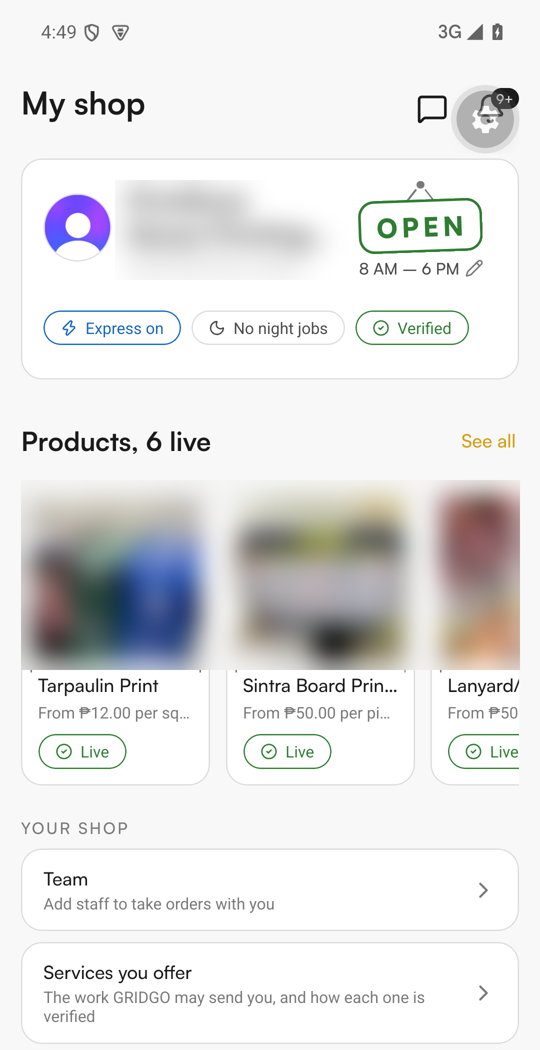 4:49
3G
My shop
9+
OPEN
8 AM — 6 PM
Express on
No night jobs
Verified
Products, 6 live
See all
Tarpaulin Print
From ₱12.00 per sq...
Live
Sintra Board Prin...
From ₱50.00 per pi...
Live
Lanyard/
From ₱50
Live
YOUR SHOP
Team
Add staff to take orders with you
Services you offer
The work GRIDGO may send you, and how each one is
verified